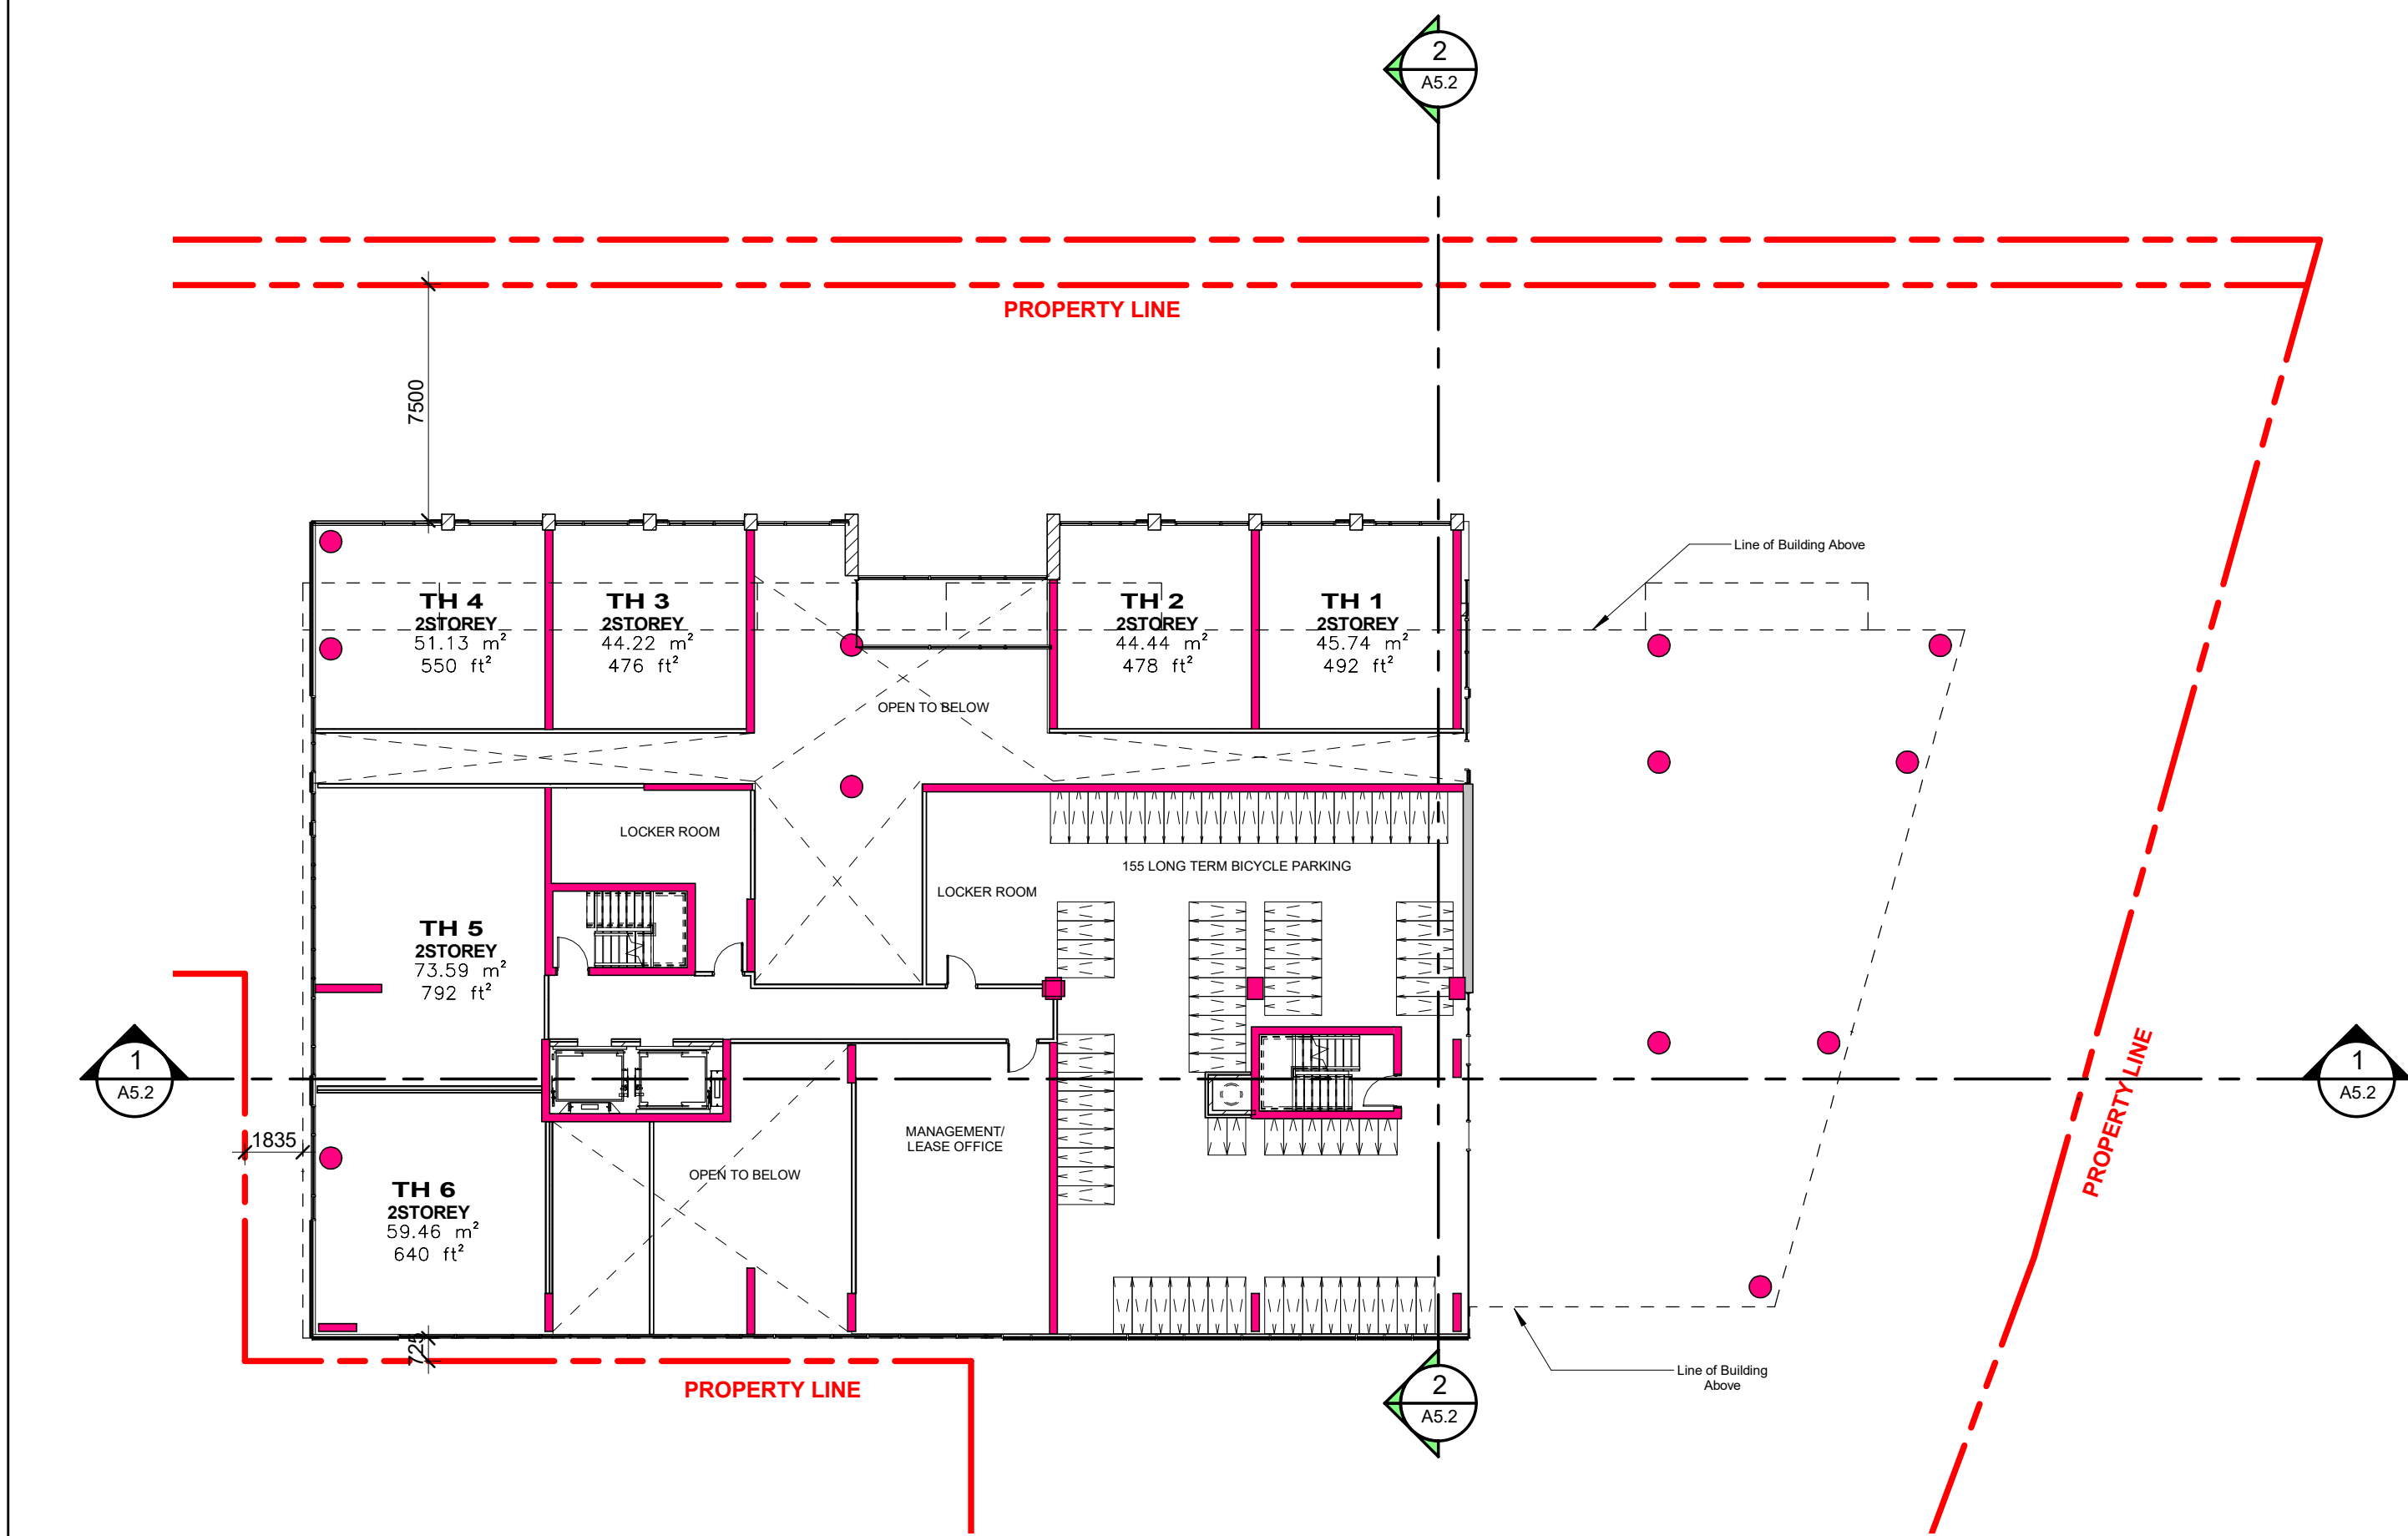 2
A5.2
PROPERTY LINE
7500
Line of Building Above
TH 4
2STOREY
51.13 m²
550 ft²
TH 3
2STOREY
44.22 m²
476 ft²
TH 2
2STOREY
44.44 m²
478 ft²
TH 1
2STOREY
45.74 m²
492 ft²
OPEN TO BELOW
LOCKER ROOM
155 LONG TERM BICYCLE PARKING
LOCKER ROOM
TH 5
2STOREY
73.59 m²
792 ft²
1
A5.2
1
A5.2
PROPERTY LINE
1835
MANAGEMENT/
LEASE OFFICE
OPEN TO BELOW
TH 6
2STOREY
59.46 m²
640 ft²
725
PROPERTY LINE
Line of Building
Above
2
A5.2